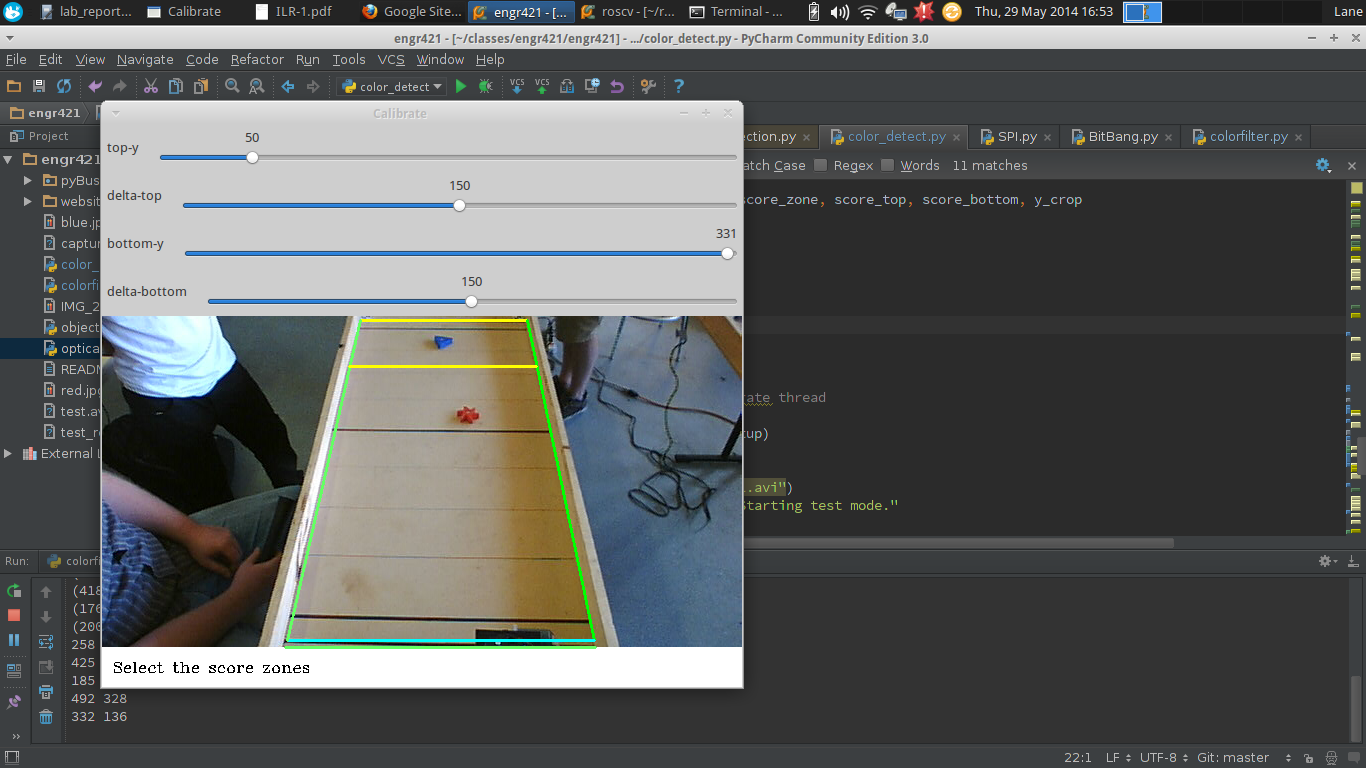 lab_report... Calibrate ILR-1.pdf Google Site... engr421 - [... roscv - [~/r... Terminal - ... Thu, 29 May 2014 16:53 Lane
engr421 - [~/classes/engr421/engr421] - .../color_detect.py - PyCharm Community Edition 3.0
File Edit View Navigate Code Refactor Run Tools VCS Window Help
color_detect VCS VCS ?
engr421
Calibrate
Project
ection.py color_detect.py SPI.py BitBang.py colorfilter.py
top-y 50
atch Case Regex Words 11 matches
engr421
pyBus
websit
blue.jp
captur
color_
colorfi
IMG_2
object
optica
READM
red.jpg
test.av
test_re
External L
delta-top 150
bottom-y 331
delta-bottom 150
score_zone, score_top, score_bottom, y_crop
rate thread
tup)
l.avi")
Starting test mode."
Select the score zones
Run: colorfi
(418
(176
(200
258
425
185
492 328
332 136
22:1 LF UTF-8 Git: master